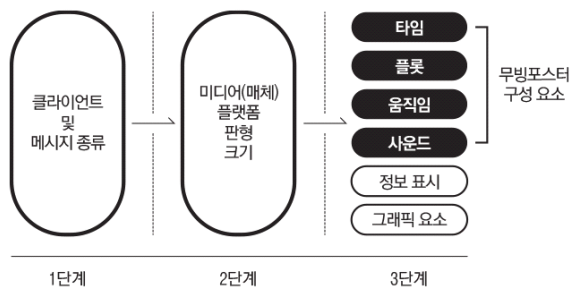 클라이언트
및
메시지 종류
미디어(매체)
플랫폼
판형
크기
타임
플롯
움직임
사운드
정보 표시
그래픽 요소
무빙포스터
구성 요소
1단계
2단계
3단계